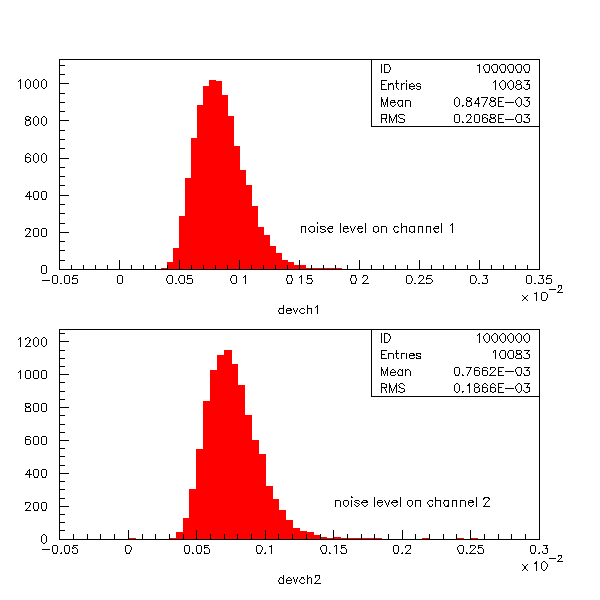 ID 1000000
Entries 10083
Mean 0.8478E-03
RMS 0.2068E-03
1000
800
600
400
200
0
noise level on channel 1
-0.05 0 0.05 0.1 0.15 0.2 0.25 0.3 0.35
× 10⁻²
devch1
ID 1000000
Entries 10083
Mean 0.7662E-03
RMS 0.1866E-03
1200
1000
800
600
400
200
0
noise level on channel 2
-0.05 0 0.05 0.1 0.15 0.2 0.25 0.3
× 10⁻²
devch2